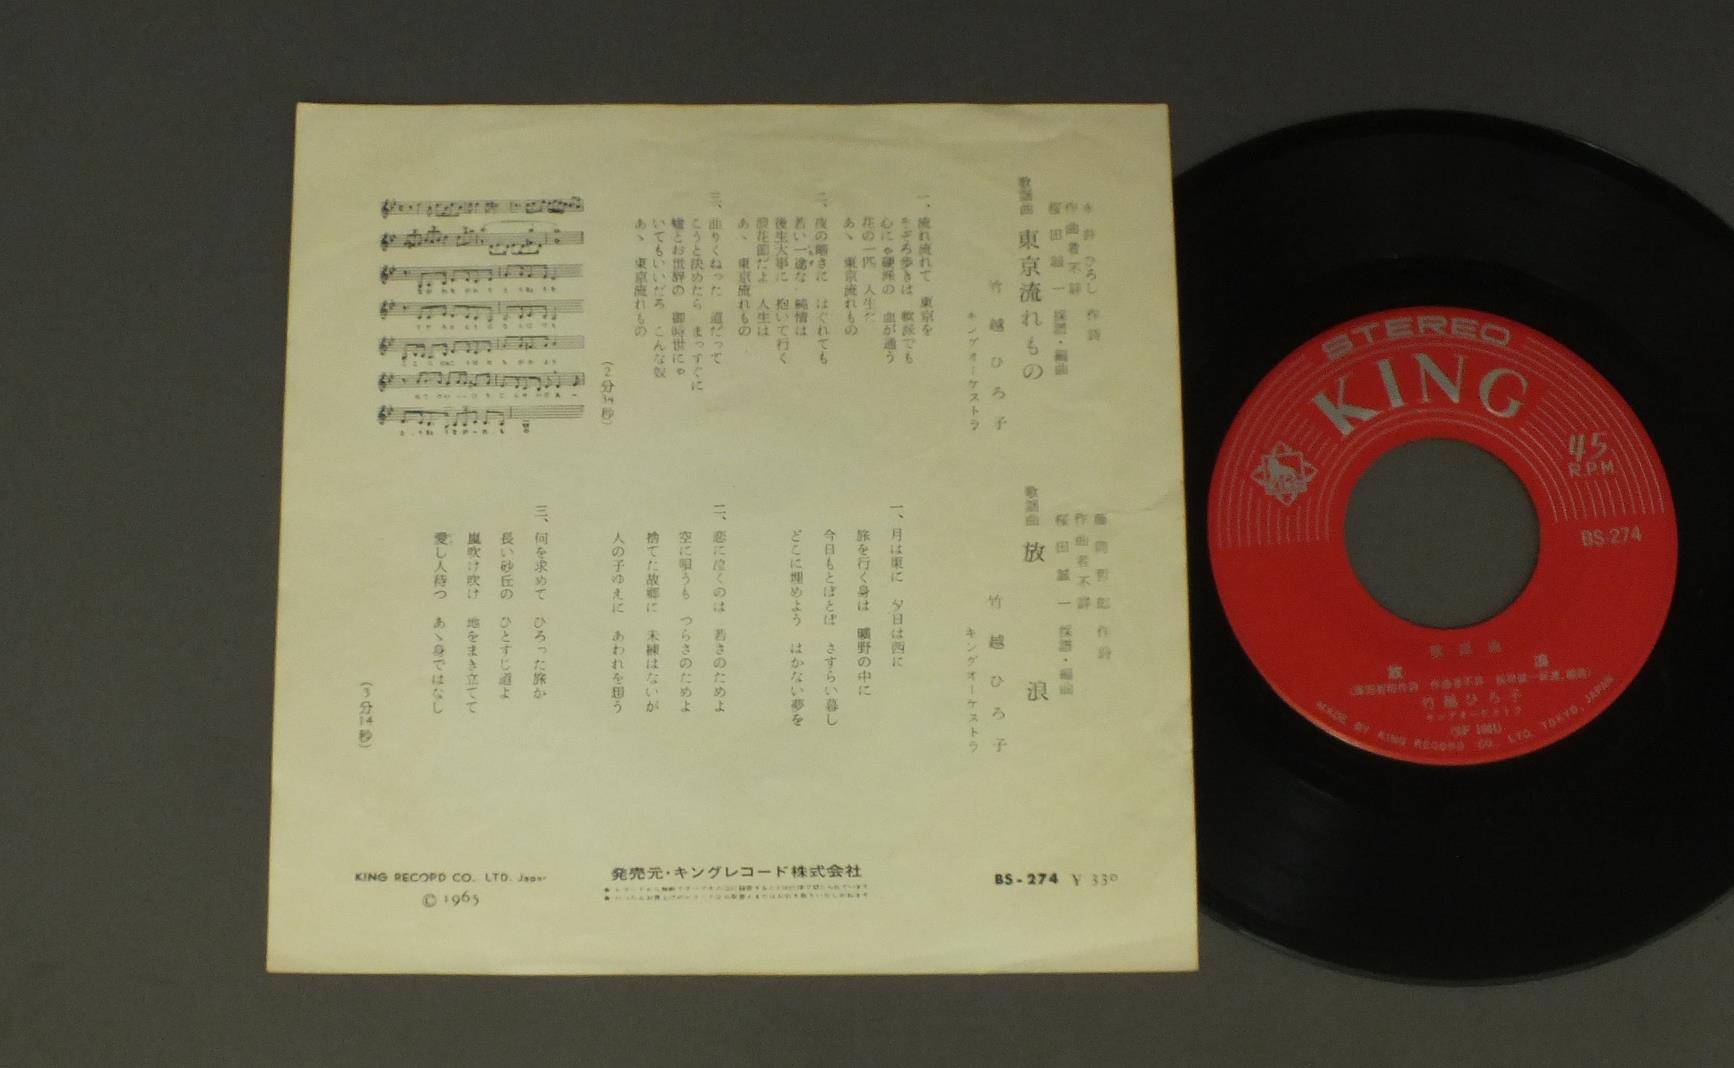 歌謡曲 東京流れもの
永井ひろし 作詩
作曲者不詳
桜田誠一 採譜・編曲
竹越ひろ子
キングオーケストラ
一、流れ流れて 東京を
そぞろ歩きは 軟派でも
心にゃ硬派の 血が通う
花の一匹 人生だ
あゝ 東京流れもの
二、夜の暗さに はぐれても
若い一途な 純情は
後生大事に 抱いて行く
浪花節だよ 人生は
あゝ 東京流れもの
三、曲りくねった 道だって
こうと決めたら まっすぐに
嘘とお世辞の 御時世にゃ
いてもいいだろ こんな奴
あゝ 東京流れもの
(2分34秒)
歌謡曲 放浪
藤間哲郎 作詩
作曲者不詳
桜田誠一 採譜・編曲
竹越ひろ子
キングオーケストラ
一、月は東に 夕日は西に
旅を行く身は 曠野の中に
今日もとぼとぼ さすらい暮し
どこに埋めよう はかない夢を
二、恋に泣くのは 若さのためよ
空に唄うも つらさのためよ
捨てた故郷に 未練はないが
人の子ゆえに あわれを想う
三、何を求めて ひろった旅か
長い砂丘の ひとすじ道よ
嵐吹け吹け 地をまき立てて
愛し人待つ あゝ身ではなし
(3分14秒)
KING RECORD CO. LTD. Japan
© 1965
発売元・キングレコード株式会社
BS-274 ¥330
STEREO
KING
45
RPM
BS-274
歌謡曲
放浪
竹越ひろ子
キングオーケストラ
MADE BY KING RECORD CO. LTD. TOKYO, JAPAN